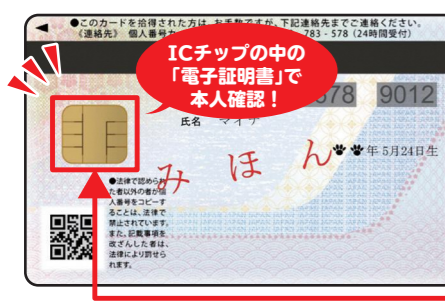 ●このカードを拾得された方は、お手数ですが、下記連絡先までご連絡ください。
《連絡先》 個人番号カ
783 - 578 (24時間受付)
ICチップの中の
「電子証明書」で
本人確認!
678 9012
氏名 マイナ
年 5月24日生
みほん
●法律で認められ
た者以外の者が個
人番号をコピーす
ることは、法律で
禁止されています。
また、記載事項を
改ざんした者は、
法律により罰せら
れます。